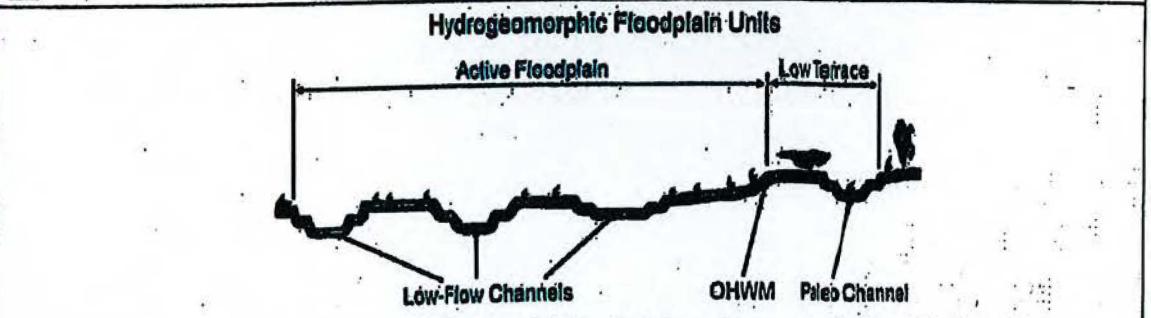 Hydrogeomorphic Floodplain Units
Active Floodplain
Low Terrace
Low-Flow Channels
OHWM
Paleo Channel